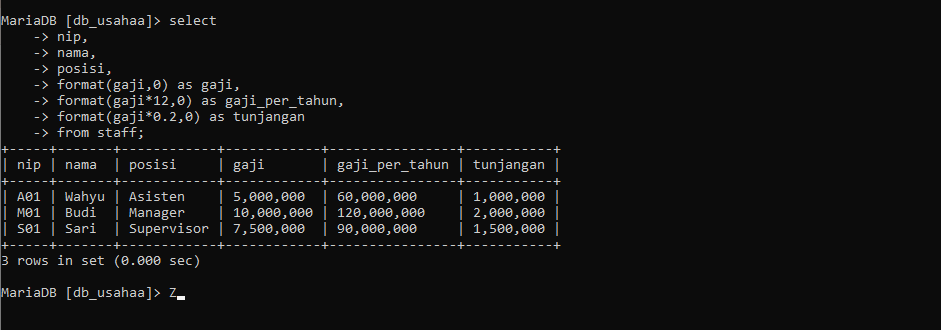 MariaDB [db_usahaa]> select
    -> nip,
    -> nama,
    -> posisi,
    -> format(gaji,0) as gaji,
    -> format(gaji*12,0) as gaji_per_tahun,
    -> format(gaji*0.2,0) as tunjangan
    -> from staff;
+-----+-------+------------+------------+----------------+-----------+
| nip | nama  | posisi     | gaji       | gaji_per_tahun | tunjangan |
+-----+-------+------------+------------+----------------+-----------+
| A01 | Wahyu | Asisten    | 5,000,000  | 60,000,000     | 1,000,000 |
| M01 | Budi  | Manager    | 10,000,000 | 120,000,000    | 2,000,000 |
| S01 | Sari  | Supervisor | 7,500,000  | 90,000,000     | 1,500,000 |
+-----+-------+------------+------------+----------------+-----------+
3 rows in set (0.000 sec)
MariaDB [db_usahaa]> Z